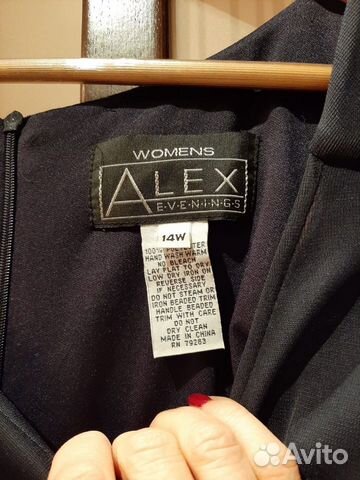 WOMENS
ALEX
E·V·E·N·I·N·G·S
14W
100% POLYESTER
HAND WASH WARM
NO BLEACH
LAY FLAT TO DRY
LOW DRY IRON ON
REVERSE SIDE
IF NECESSARY
DO NOT STEAM OR
IRON BEADED TRIM
HANDLE BEADED
TRIM WITH CARE
DO NOT
DRY CLEAN
MADE IN CHINA
RN 79283
Avito